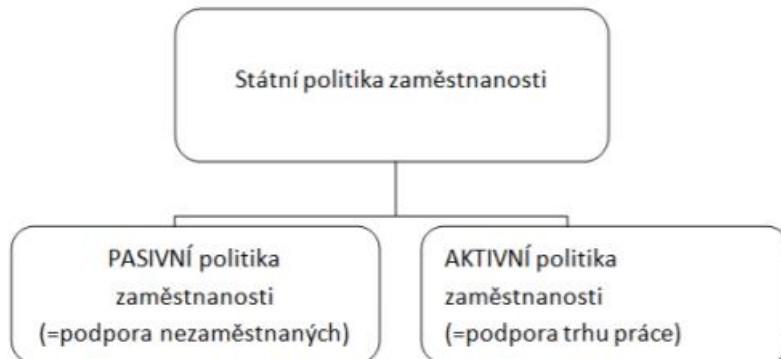 Státní politika zaměstnanosti
PASIVNÍ politika
zaměstnanosti
(=podpora nezaměstnaných)
AKTIVNÍ politika
zaměstnanosti
(=podpora trhu práce)